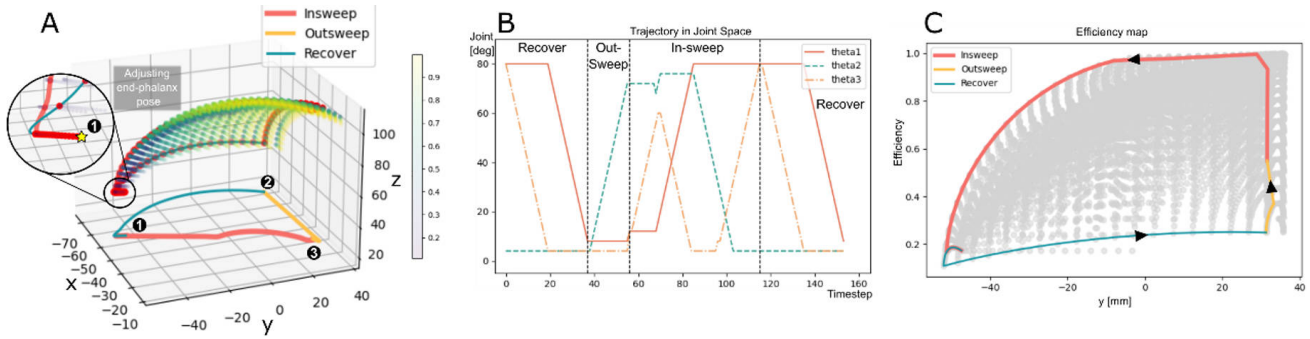 A
Insweep
Outsweep
Recover
Adjusting
end-phalanx
pose
1
0.9
0.8
0.7
0.6
0.5
0.4
0.3
0.2
100
80
60
40
20
Z
1
2
3
−70
−60
−50
−40
−30
−20
−10
x
−40
−20
0
20
40
y
B
Trajectory in Joint Space
Joint
[deg]
Recover
Out-
Sweep
In-sweep
Recover
theta1
theta2
theta3
80
60
40
20
0
0
20
40
60
80
100
120
140
160
Timestep
C
Efficiency map
Insweep
Outsweep
Recover
Efficiency
1.0
0.8
0.6
0.4
0.2
−40
−20
0
20
40
y [mm]